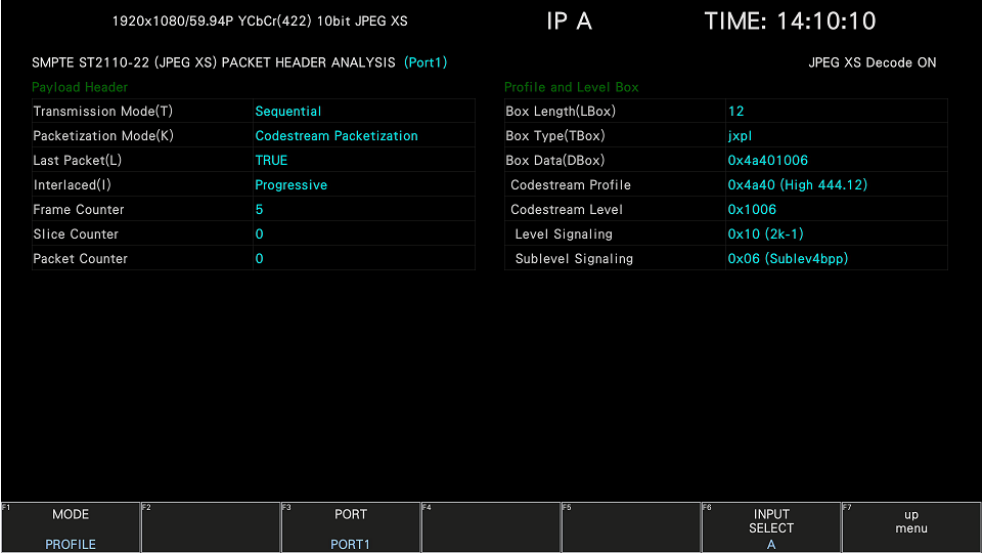 1920x1080/59.94P YCbCr(422) 10bit JPEG XS IP A TIME: 14:10:10
SMPTE ST2110-22 (JPEG XS) PACKET HEADER ANALYSIS (Port1) JPEG XS Decode ON
Payload Header
Transmission Mode(T) Sequential
Packetization Mode(K) Codestream Packetization
Last Packet(L) TRUE
Interlaced(I) Progressive
Frame Counter 5
Slice Counter 0
Packet Counter 0
Profile and Level Box
Box Length(LBox) 12
Box Type(TBox) jxpl
Box Data(DBox) 0x4a401006
Codestream Profile 0x4a40 (High 444.12)
Codestream Level 0x1006
Level Signaling 0x10 (2k-1)
Sublevel Signaling 0x06 (Sublev4bpp)
F1 MODE PROFILE
F2
F3 PORT PORT1
F4
F5
F6 INPUT SELECT A
F7 up menu